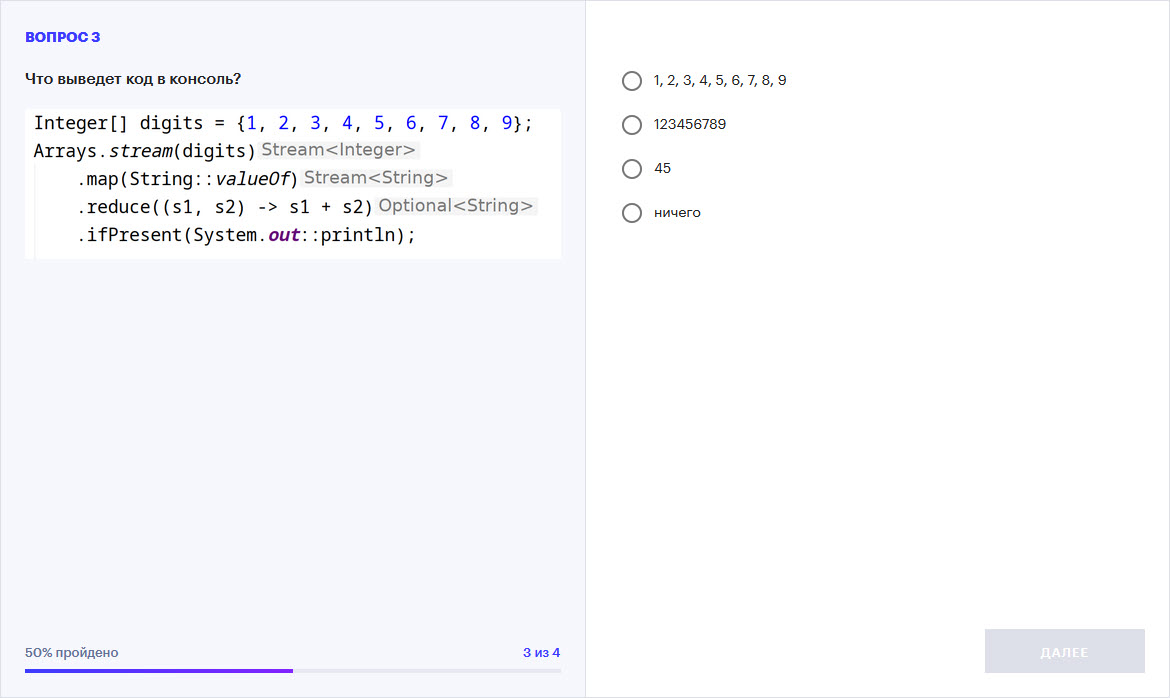 ВОПРОС 3
Что выведет код в консоль?
Integer[] digits = {1, 2, 3, 4, 5, 6, 7, 8, 9};
Arrays.stream(digits) Stream<Integer>
.map(String::valueOf) Stream<String>
.reduce((s1, s2) -> s1 + s2) Optional<String>
.ifPresent(System.out::println);
1, 2, 3, 4, 5, 6, 7, 8, 9
123456789
45
ничего
50% пройдено
3 из 4
ДАЛЕЕ